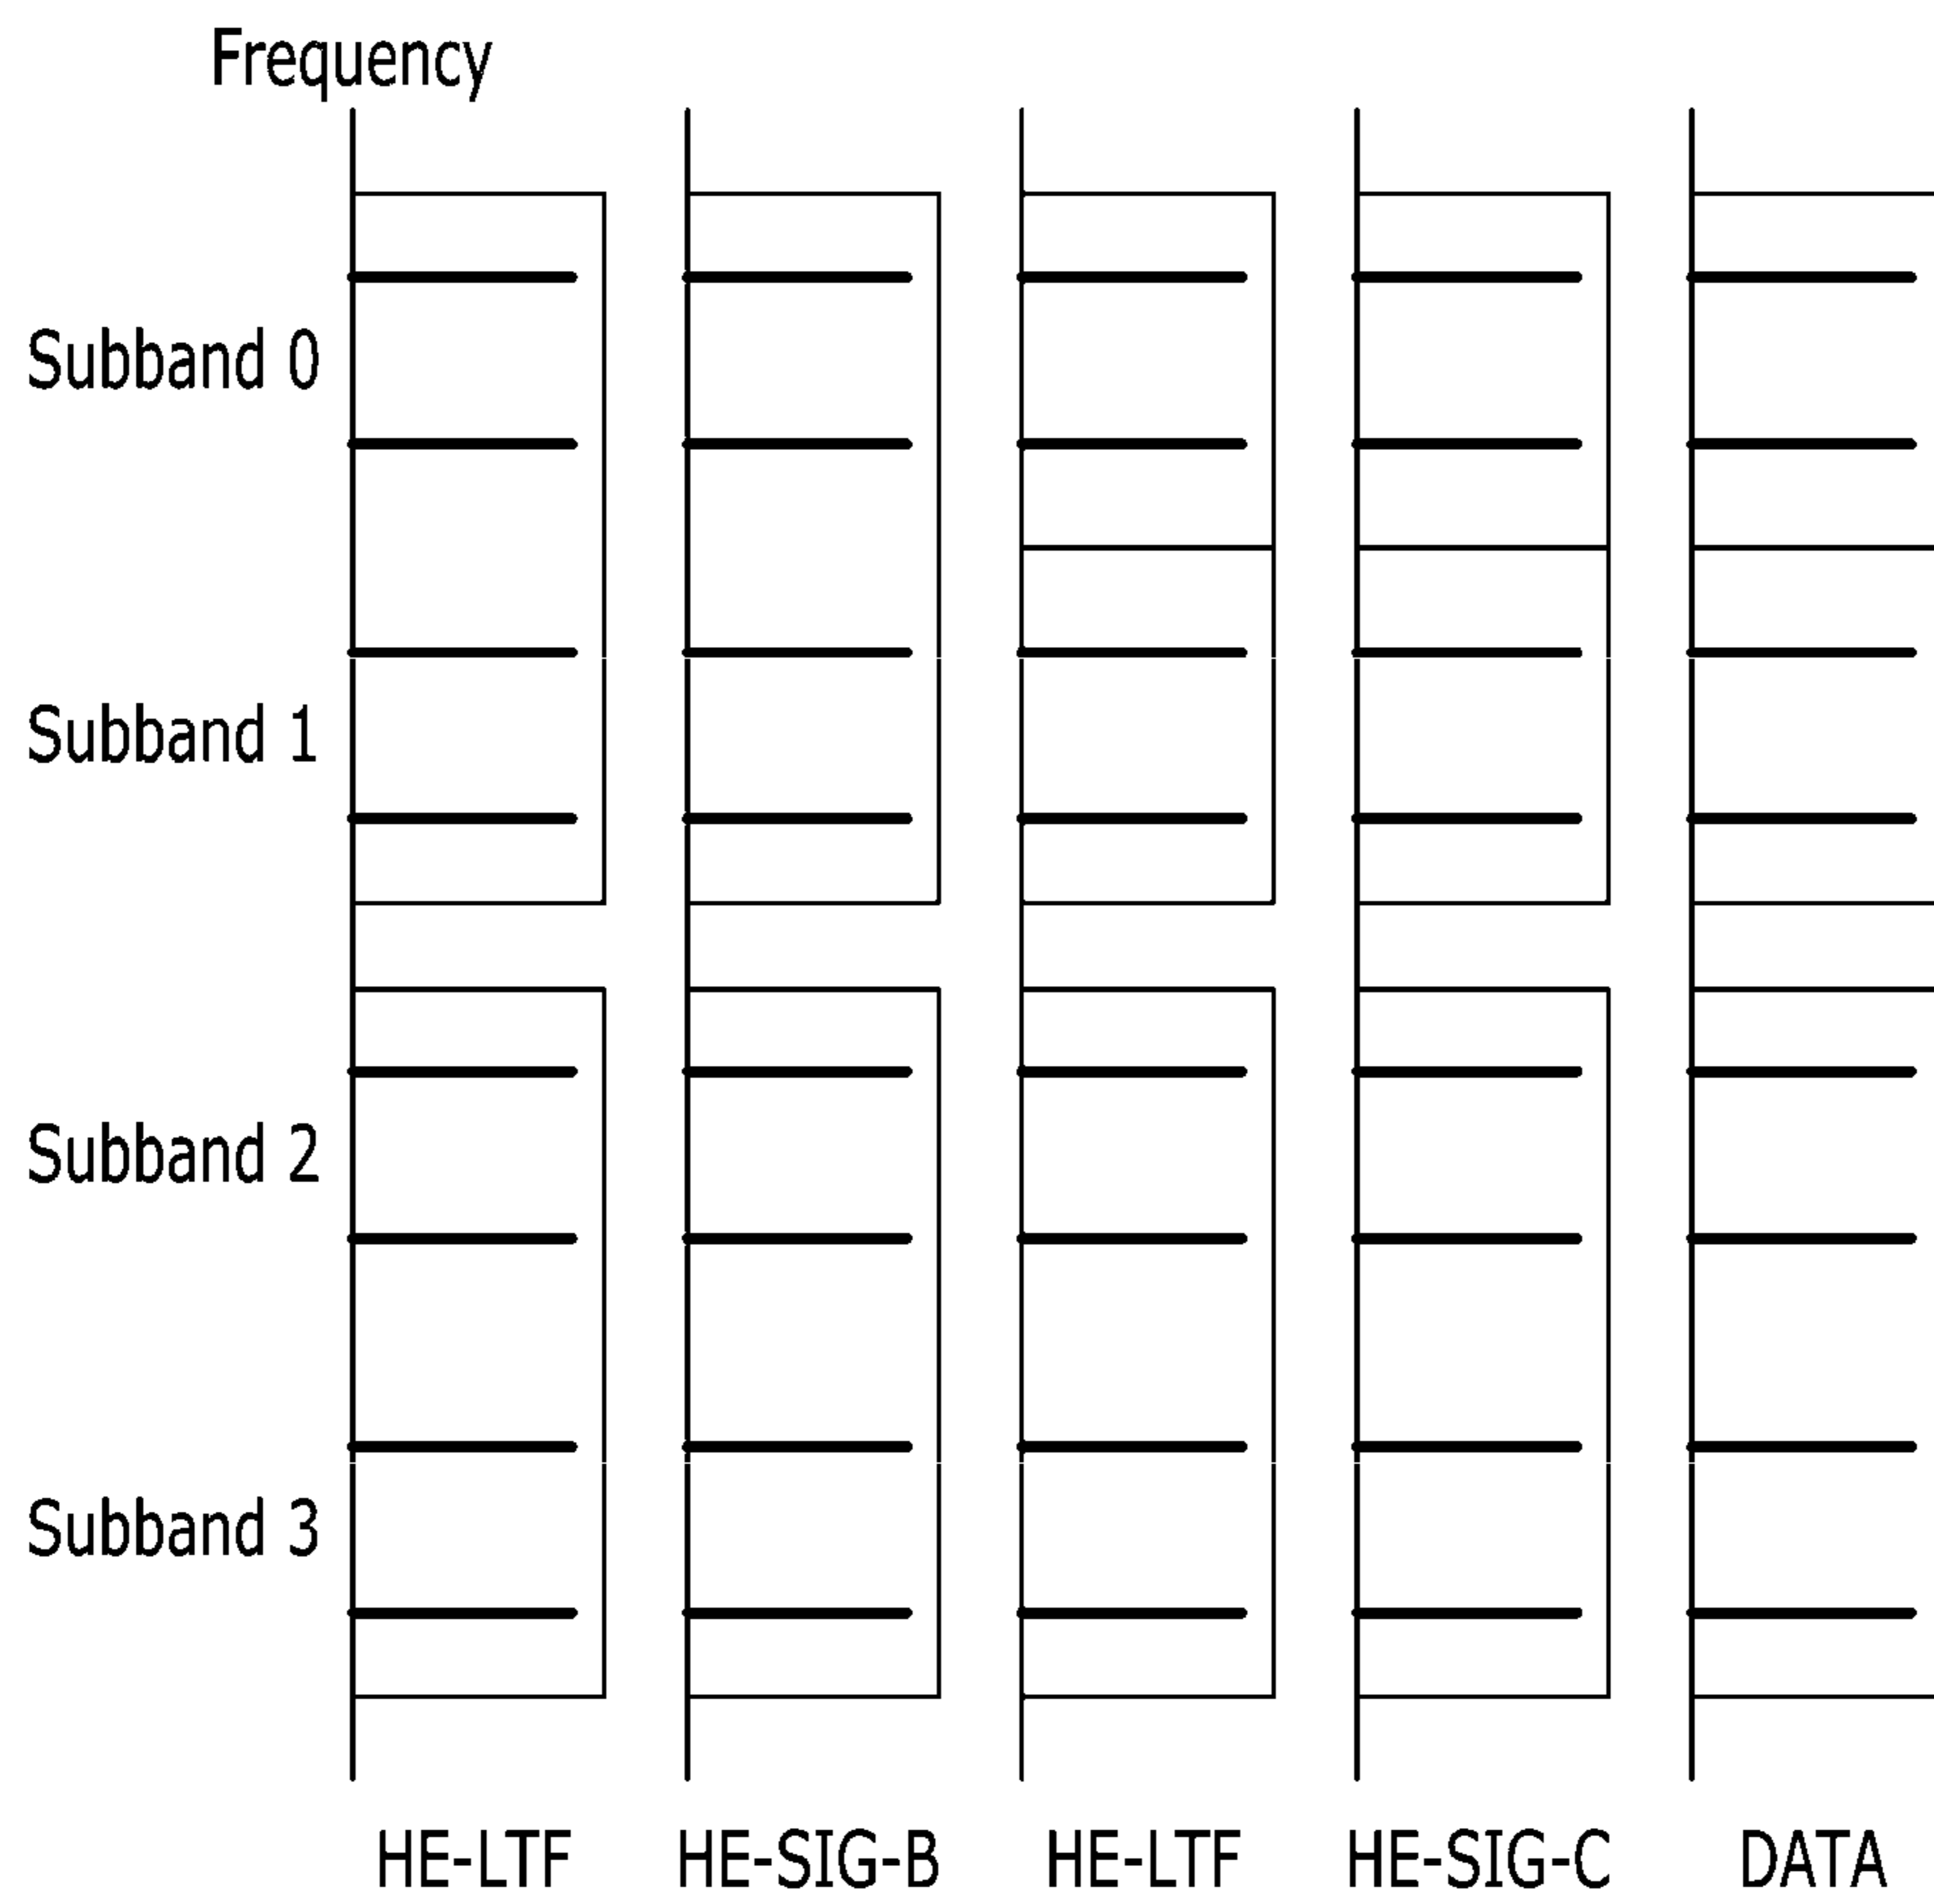 Frequency
Subband 0
Subband 1
Subband 2
Subband 3
HE-LTF HE-SIG-B HE-LTF HE-SIG-C DATA